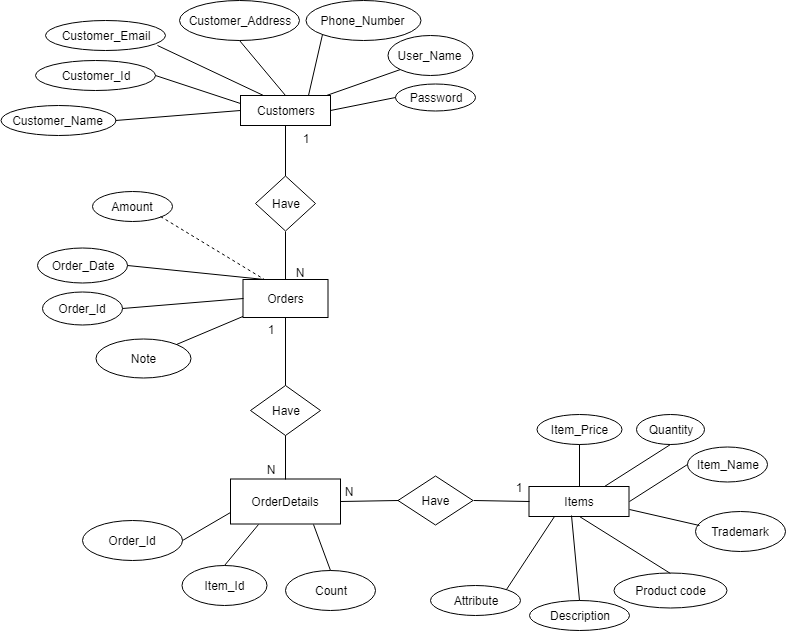 Customer_Address
Phone_Number
Customer_Email
User_Name
Customer_Id
Password
Customer_Name
Customers
1
Have
Amount
Order_Date
N
Orders
Order_Id
1
Note
Have
Item_Price
Quantity
Item_Name
N
N
1
OrderDetails
Have
Items
Trademark
Order_Id
Item_Id
Count
Attribute
Product code
Description